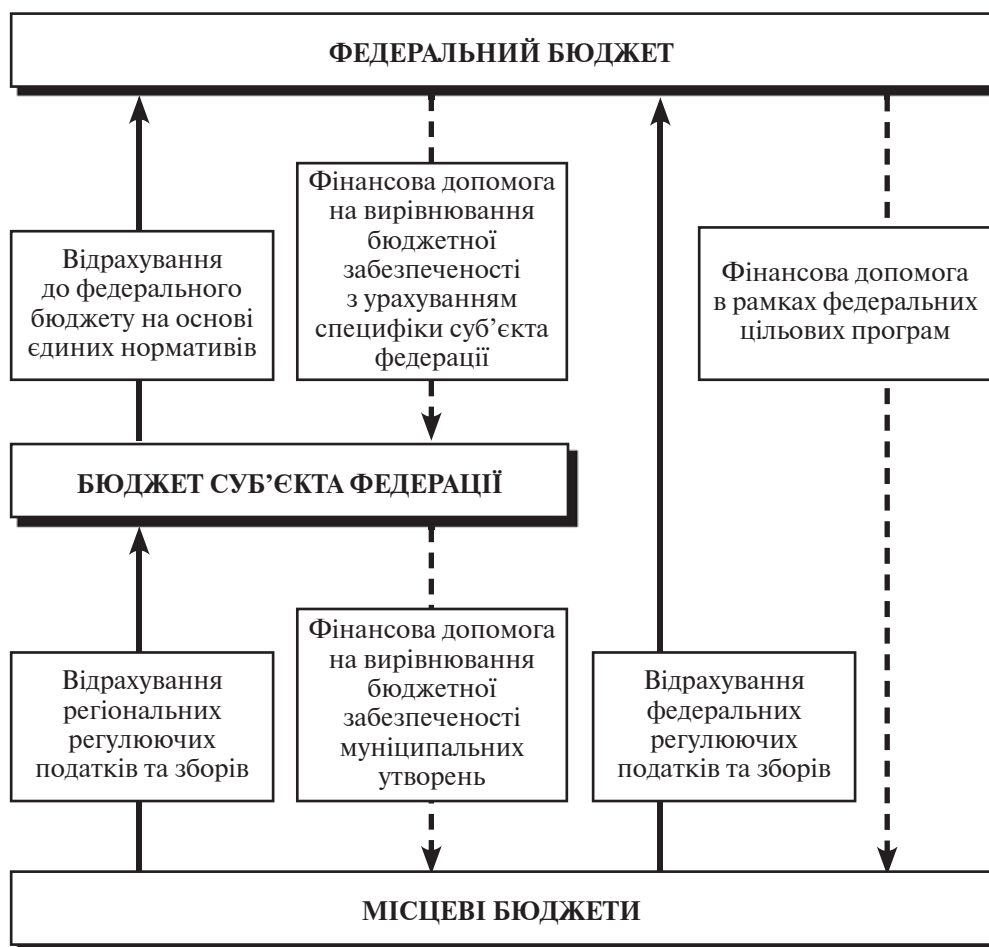 ФЕДЕРАЛЬНИЙ БЮДЖЕТ
Відрахування
до федерального
бюджету на основі
єдиних нормативів
Фінансова допомога
на вирівнювання
бюджетної
забезпеченості
з урахуванням
специфіки суб’єкта
федерації
Фінансова допомога
в рамках федеральних
цільових програм
БЮДЖЕТ СУБ’ЄКТА ФЕДЕРАЦІЇ
Відрахування
регіональних
регулюючих
податків та зборів
Фінансова допомога
на вирівнювання
бюджетної
забезпеченості
муніципальних
утворень
Відрахування
федеральних
регулюючих
податків та зборів
МІСЦЕВІ БЮДЖЕТИ